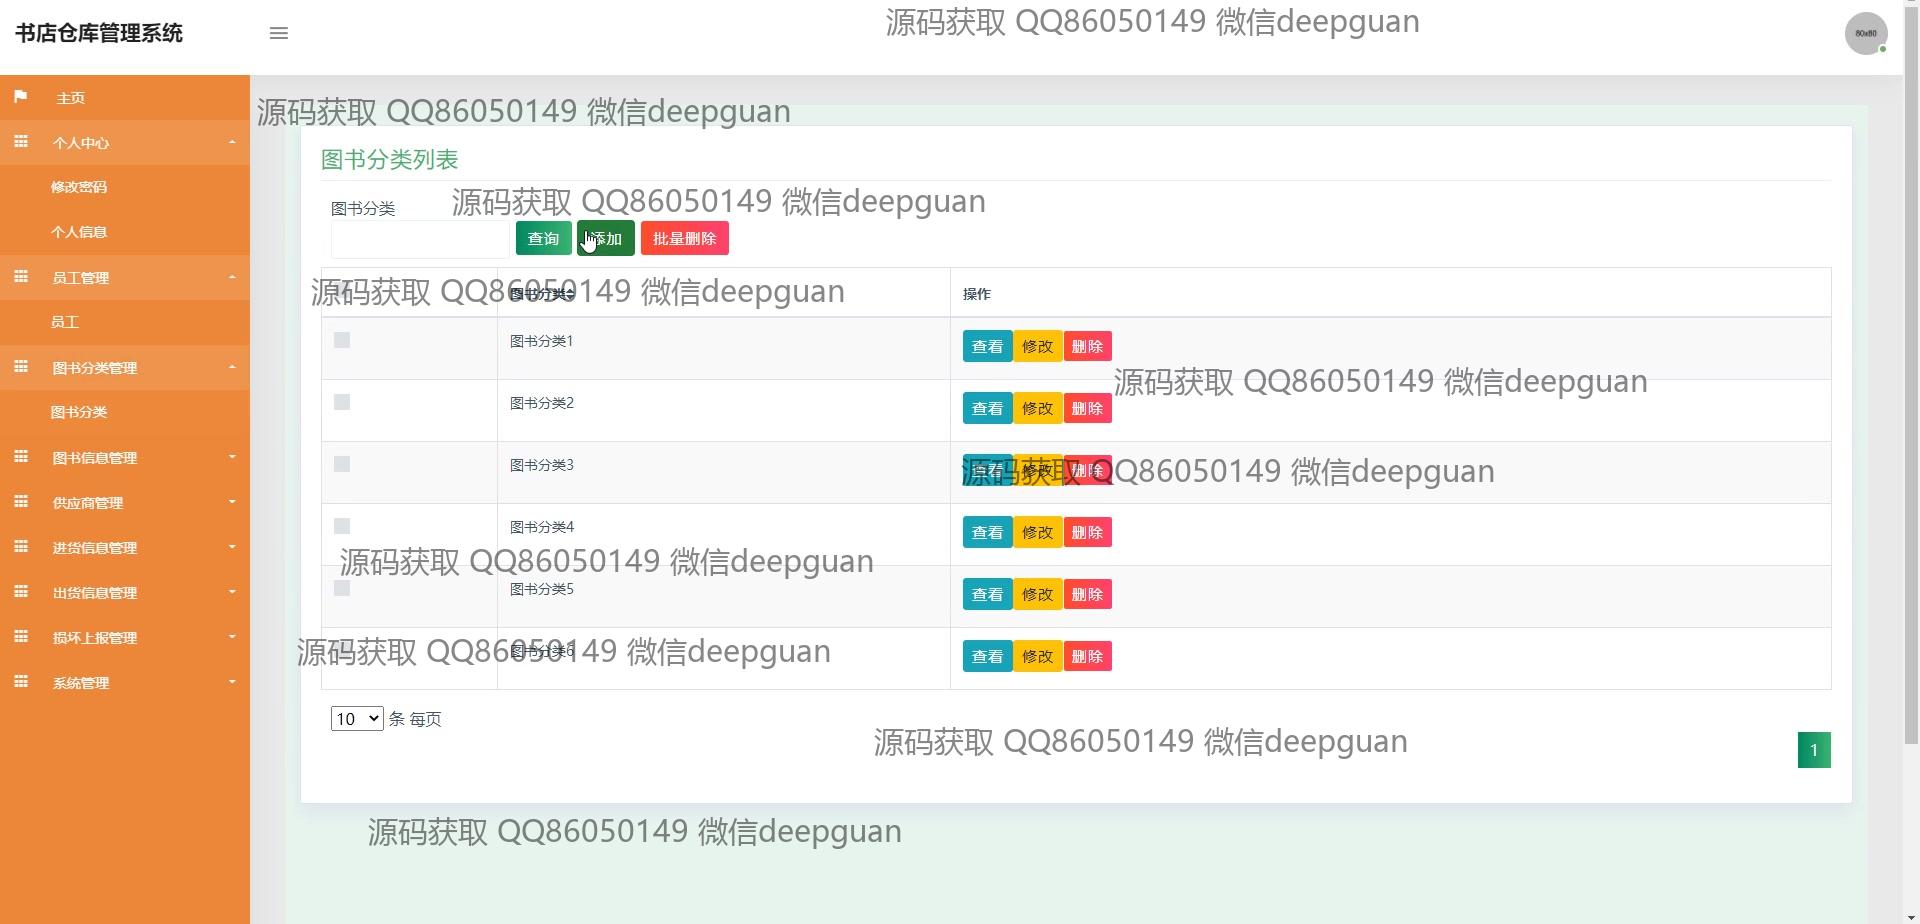 书店仓库管理系统
源码获取 QQ86050149 微信deepguan
80x80
主页
源码获取 QQ86050149 微信deepguan
个人中心
图书分类列表
修改密码
图书分类
源码获取 QQ86050149 微信deepguan
个人信息
查询 添加 批量删除
员工管理
源码获取 QQ86050149 微信deepguan
图书分类 操作
员工
图书分类1 查看 修改 删除
图书分类管理
源码获取 QQ86050149 微信deepguan
图书分类
图书分类2 查看 修改 删除
图书信息管理
图书分类3 查看 修改 删除
源码获取 QQ86050149 微信deepguan
供应商管理
图书分类4 查看 修改 删除
进货信息管理
源码获取 QQ86050149 微信deepguan
出货信息管理
图书分类5 查看 修改 删除
损坏上报管理
源码获取 QQ86050149 微信deepguan
图书分类6 查看 修改 删除
系统管理
10 条 每页
源码获取 QQ86050149 微信deepguan
1
源码获取 QQ86050149 微信deepguan